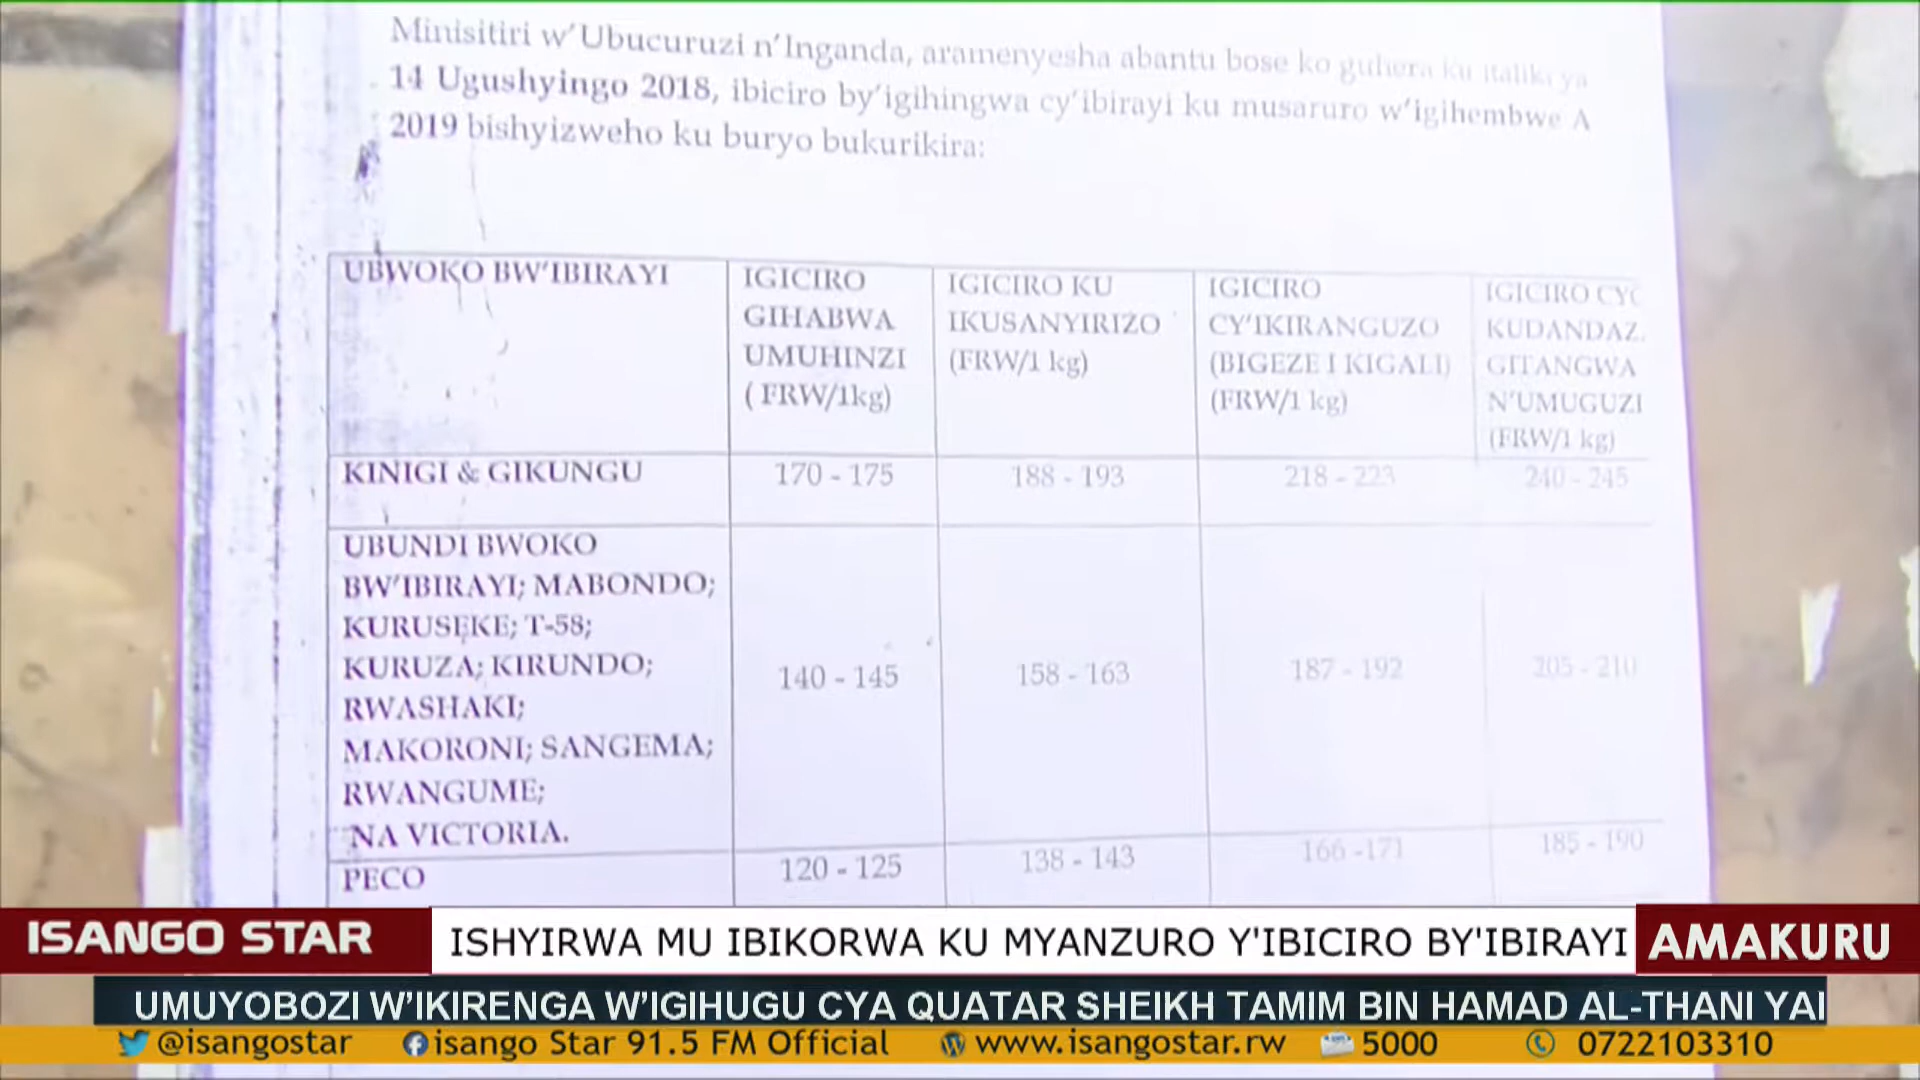 Minisitiri w'Ubucuruzi n'Inganda, aramenyesha abantu bose ko guhera ku italiki ya
14 Ugushyingo 2018, ibiciro by'igihingwa cy'ibirayi ku musaruro w'igihembwe A
2019 bishyizweho ku buryo bukurikira:
UBWOKO BW'IBIRAYI
IGICIRO
GIHABWA
UMUHINZI
( FRW/1kg)
IGICIRO KU
IKUSANYIRIZO
(FRW/1 kg)
IGICIRO
CY'IKIRANGUZO
(BIGEZE I KIGALI)
(FRW/1 kg)
IGICIRO CYO
KUDANDAZ
GITANGWA
N'UMUGUZI
(FRW/1 kg)
KINIGI & GIKUNGU 170 - 175 188 - 193 218 - 223 240 - 245
UBUNDI BWOKO
BW'IBIRAYI; MABONDO;
KURUSEKE; T-58;
KURUZA; KIRUNDO;
RWASHAKI;
MAKORONI; SANGEMA;
RWANGUME;
NA VICTORIA.
140 - 145 158 - 163 187 - 192 205 - 210
PECO 120 - 125 138 - 143 166 -171 185 - 190
ISANGO STAR
ISHYIRWA MU IBIKORWA KU MYANZURO Y'IBICIRO BY'IBIRAYI
AMAKURU
UMUYOBOZI W'IKIRENGA W'IGIHUGU CYA QUATAR SHEIKH TAMIM BIN HAMAD AL-THANI YAI
@isangostar isango Star 91.5 FM Official www.isangostar.rw 5000 0722103310